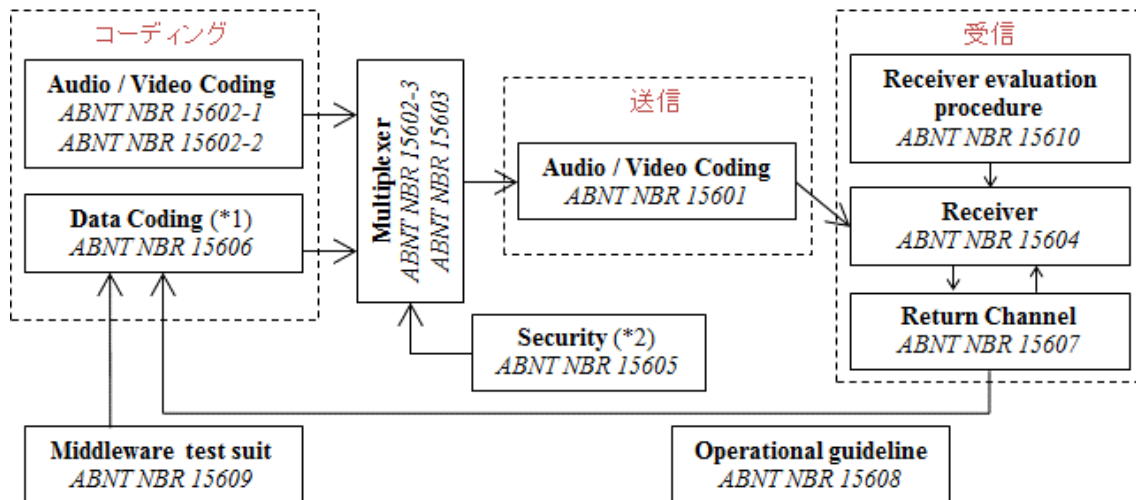 コーディング
Audio / Video Coding
ABNT NBR 15602-1
ABNT NBR 15602-2
Data Coding (*1)
ABNT NBR 15606
Multiplexer
ABNT NBR 15602-3
ABNT NBR 15603
送信
Audio / Video Coding
ABNT NBR 15601
Security (*2)
ABNT NBR 15605
受信
Receiver evaluation
procedure
ABNT NBR 15610
Receiver
ABNT NBR 15604
Return Channel
ABNT NBR 15607
Middleware test suit
ABNT NBR 15609
Operational guideline
ABNT NBR 15608